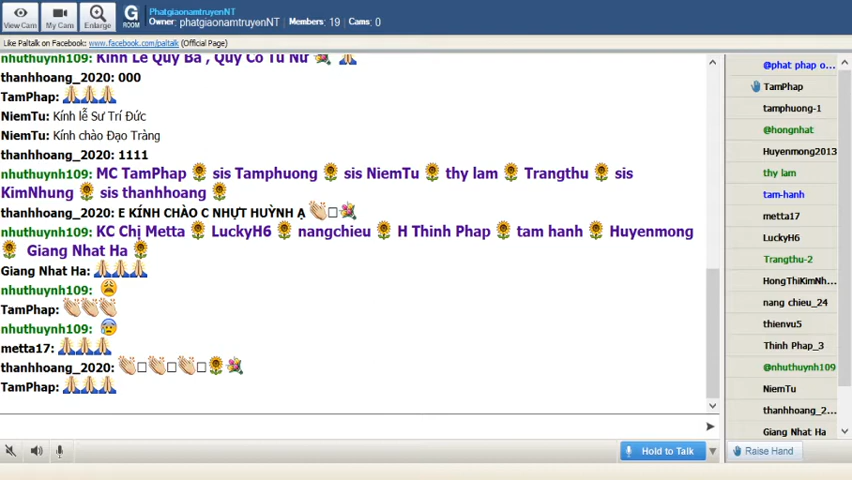 View Cam
My Cam
Enlarge
G
ROOM
PhatgiaonamtruyenNT
Owner: phatgiaonamtruyenNT | Members: 19 | Cams: 0
Like Paltalk on Facebook: www.facebook.com/paltalk (Official Page)
nhuthuynh109: Kính Lễ Quý Ba , Quý Cô Tu Nữ
thanhhoang_2020: 000
TamPhap:
NiemTu: Kính lễ Sư Trí Đức
NiemTu: Kính chào Đạo Tràng
thanhhoang_2020: 1111
nhuthuynh109: MC TamPhap sis Tamphuong sis NiemTu thy lam Trangthu sis
KimNhung sis thanhhoang
thanhhoang_2020: E KÍNH CHÀO C NHỰT HUỲNH Ạ
nhuthuynh109: KC Chị Metta LuckyH6 nangchieu H Thinh Phap tam hanh Huyenmong
Giang Nhat Ha
Giang Nhat Ha:
nhuthuynh109:
TamPhap:
nhuthuynh109:
metta17:
thanhhoang_2020:
TamPhap:
Hold to Talk
@phat phap o...
TamPhap
tamphuong-1
@hongnhat
Huyenmong2013
thy lam
tam-hanh
metta17
LuckyH6
Trangthu-2
HongThiKimNh...
nang chieu_24
thienvu5
Thinh Phap_3
@nhuthuynh109
NiemTu
thanhhoang_2...
Giang Nhat Ha
Raise Hand